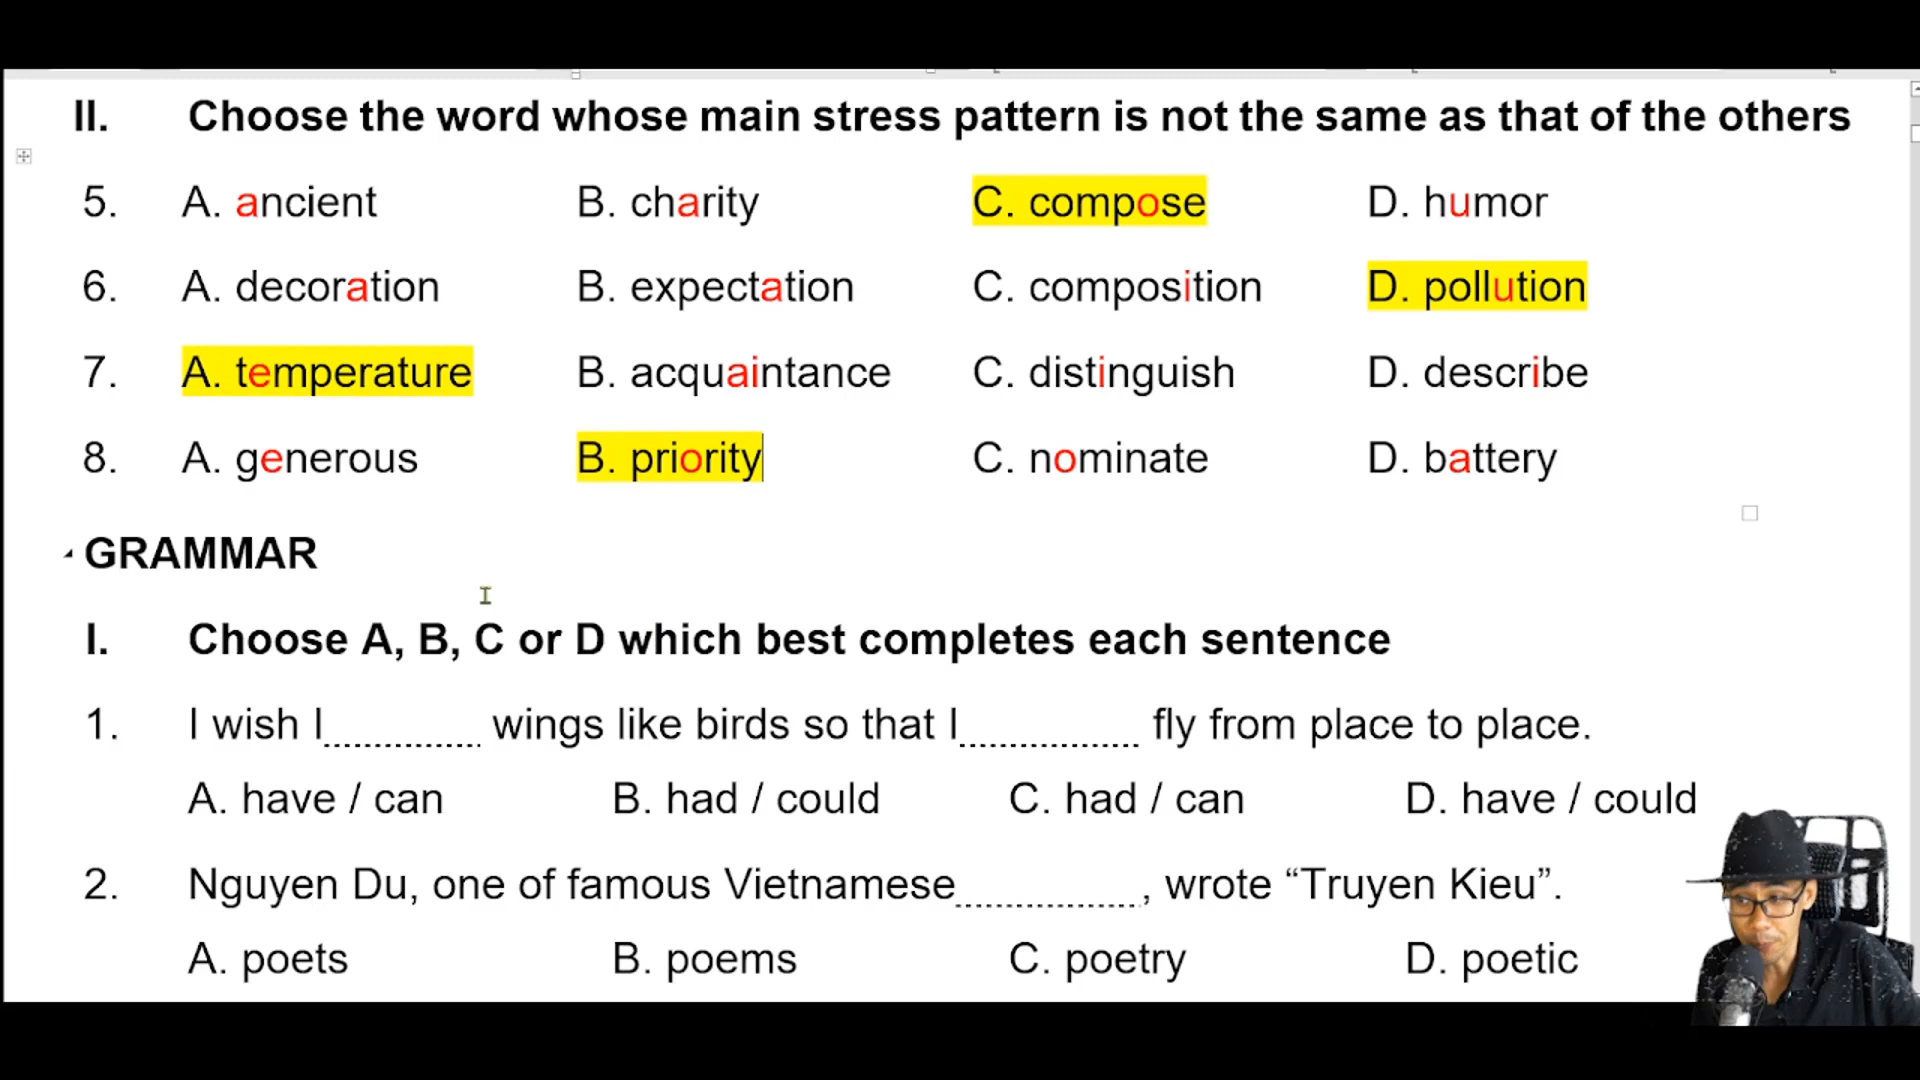 II. Choose the word whose main stress pattern is not the same as that of the others
5. A. ancient B. charity C. compose D. humor
6. A. decoration B. expectation C. composition D. pollution
7. A. temperature B. acquaintance C. distinguish D. describe
8. A. generous B. priority C. nominate D. battery
GRAMMAR
I. Choose A, B, C or D which best completes each sentence
1. I wish I............... wings like birds so that I................. fly from place to place.
A. have / can B. had / could C. had / can D. have / could
2. Nguyen Du, one of famous Vietnamese................., wrote “Truyen Kieu”.
A. poets B. poems C. poetry D. poetic